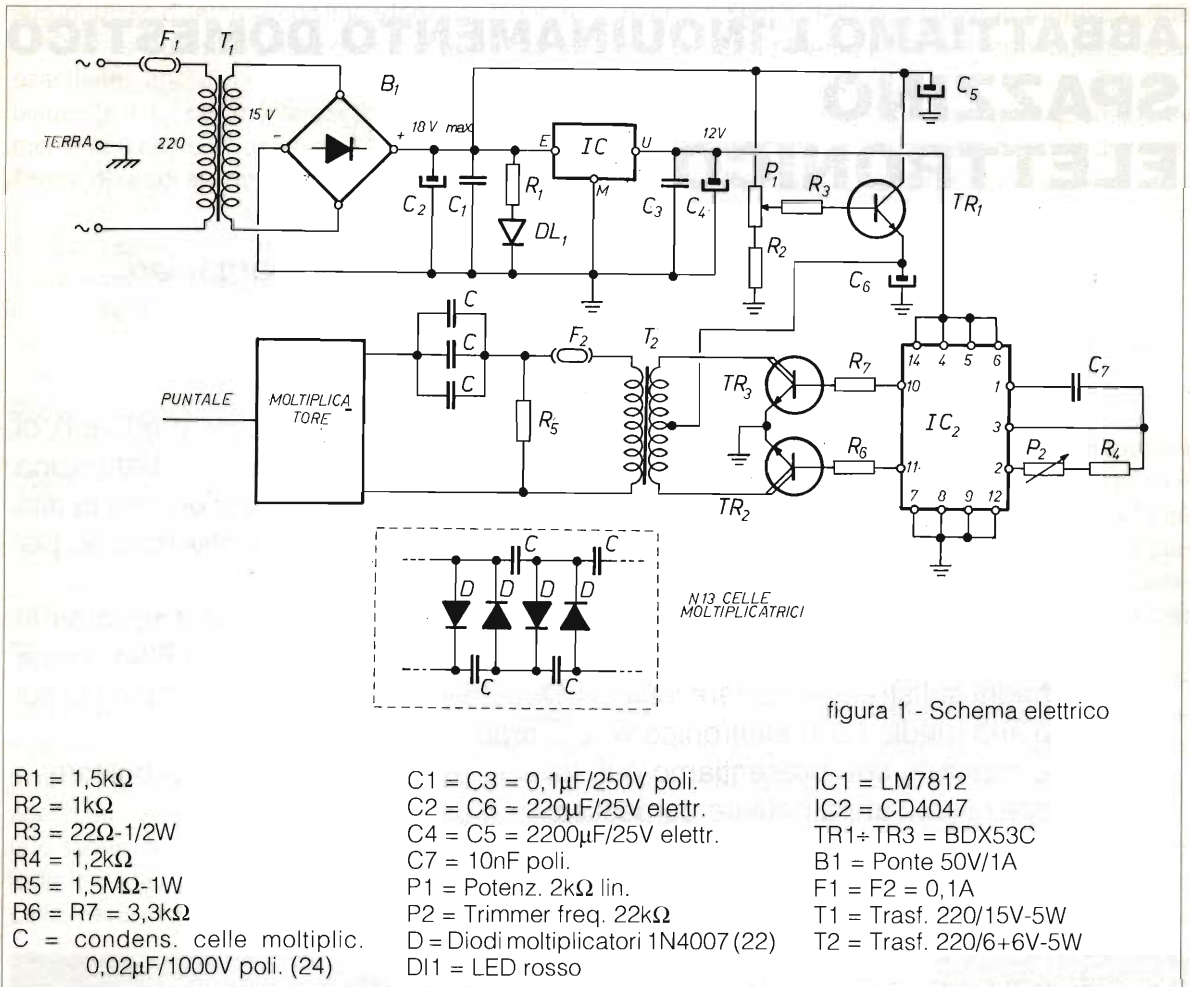 F1
T1
B1
15 V
220
TERRA
18 V max
E
IC
U
M
12V
C5
P1
R3
TR1
R1
DL1
C2
C1
C3
C4
R2
C6
C
C
C
F2
T2
R5
PUNTALE
MOLTIPLICA
TORE
TR3
R7
R6
TR2
14 4 5 6
10
11
1
3
2
IC2
7 8 9 12
C7
P2
R4
C C
D D D D
C C
N 13 CELLE
MOLTIPLICATRICI
figura 1 - Schema elettrico
R1 = 1,5kΩ
R2 = 1kΩ
R3 = 22Ω-1/2W
R4 = 1,2kΩ
R5 = 1,5MΩ-1W
R6 = R7 = 3,3kΩ
C = condens. celle moltiplic.
0,02µF/1000V poli. (24)
C1 = C3 = 0,1µF/250V poli.
C2 = C6 = 220µF/25V elettr.
C4 = C5 = 2200µF/25V elettr.
C7 = 10nF poli.
P1 = Potenz. 2kΩ lin.
P2 = Trimmer freq. 22kΩ
D = Diodi moltiplicatori 1N4007 (22)
Dl1 = LED rosso
IC1 = LM7812
IC2 = CD4047
TR1÷TR3 = BDX53C
B1 = Ponte 50V/1A
F1 = F2 = 0,1A
T1 = Trasf. 220/15V-5W
T2 = Trasf. 220/6+6V-5W
ABBATTIAMO L'INQUINAMENTO DOMESTICO
SPAZZINO